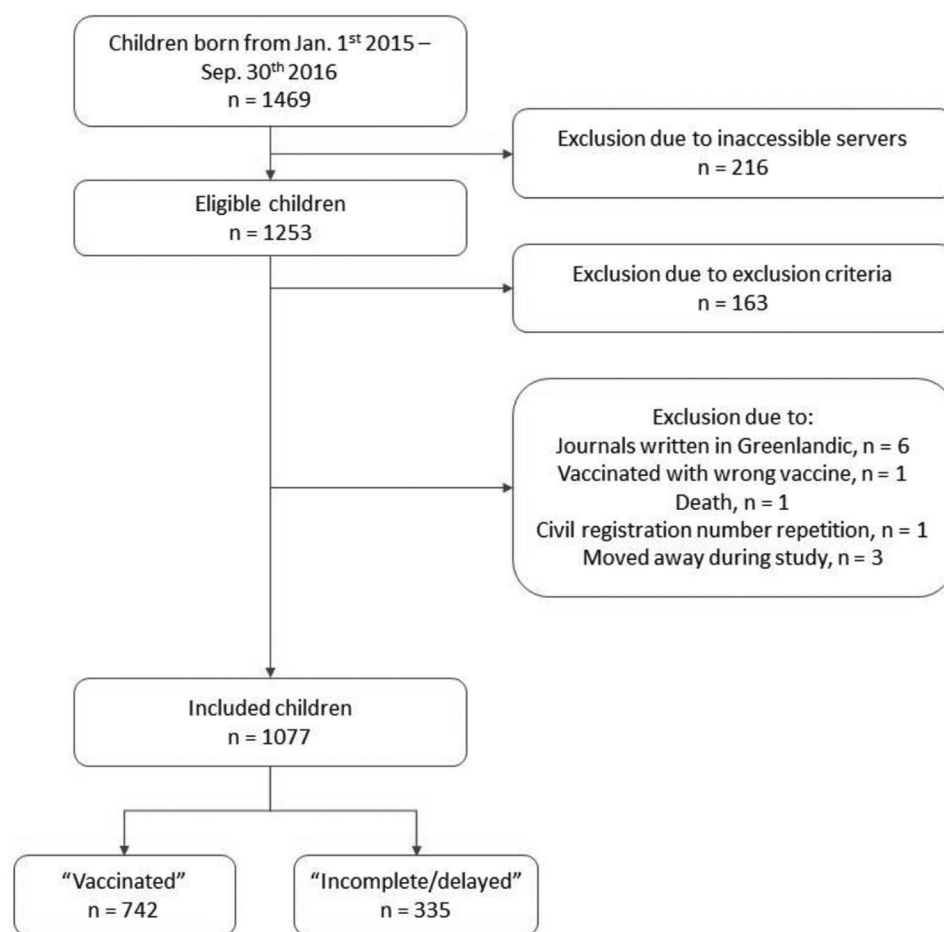 Children born from Jan. 1st 2015 –
Sep. 30th 2016
n = 1469
Exclusion due to inaccessible servers
n = 216
Eligible children
n = 1253
Exclusion due to exclusion criteria
n = 163
Exclusion due to:
Journals written in Greenlandic, n = 6
Vaccinated with wrong vaccine, n = 1
Death, n = 1
Civil registration number repetition, n = 1
Moved away during study, n = 3
Included children
n = 1077
“Vaccinated”
n = 742
“Incomplete/delayed”
n = 335